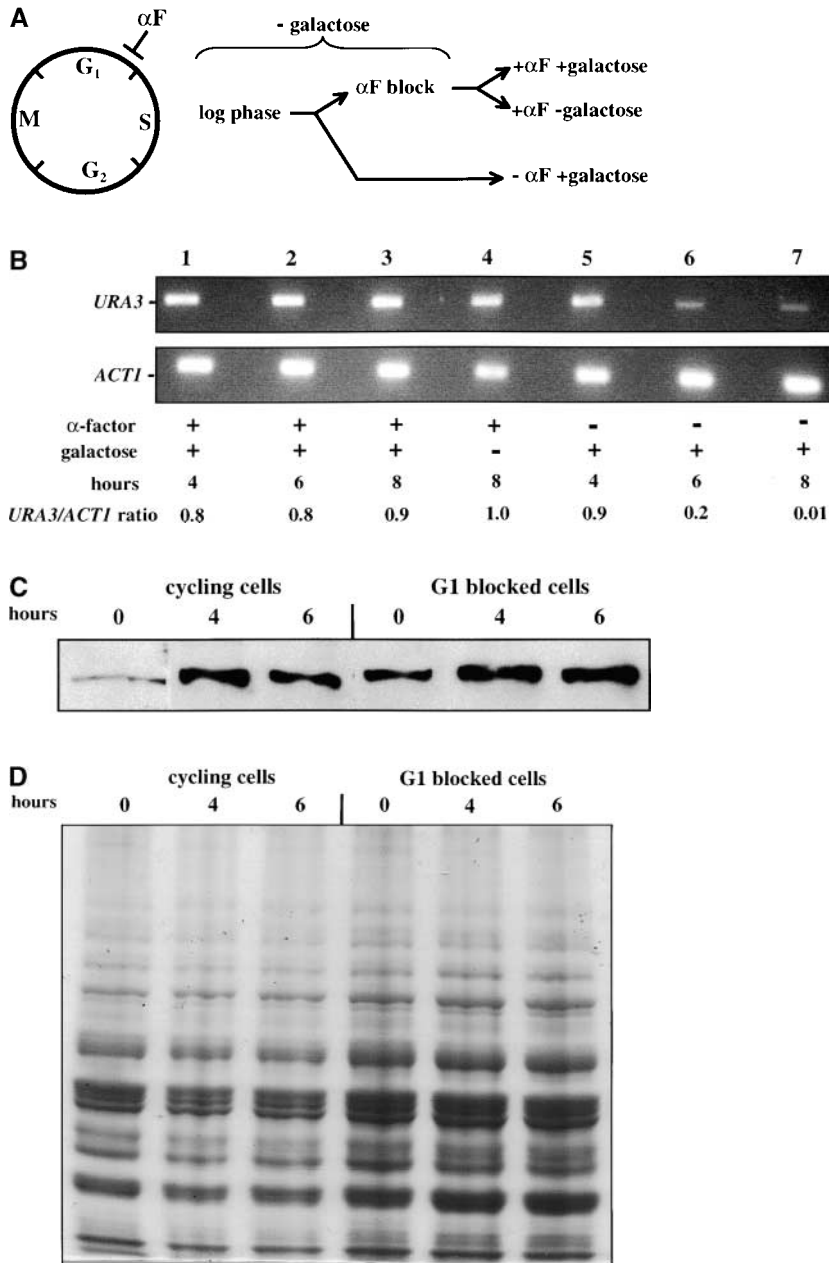 A
αF
- galactose
G1
M
S
G2
log phase
αF block
+αF +galactose
+αF -galactose
- αF +galactose
B
1 2 3 4 5 6 7
URA3 -
ACT1 -
α-factor + + + + - - -
galactose + + + - + + +
hours 4 6 8 8 4 6 8
URA3/ACT1 ratio 0.8 0.8 0.9 1.0 0.9 0.2 0.01
C
cycling cells G1 blocked cells
hours 0 4 6 0 4 6
D
cycling cells G1 blocked cells
hours 0 4 6 0 4 6